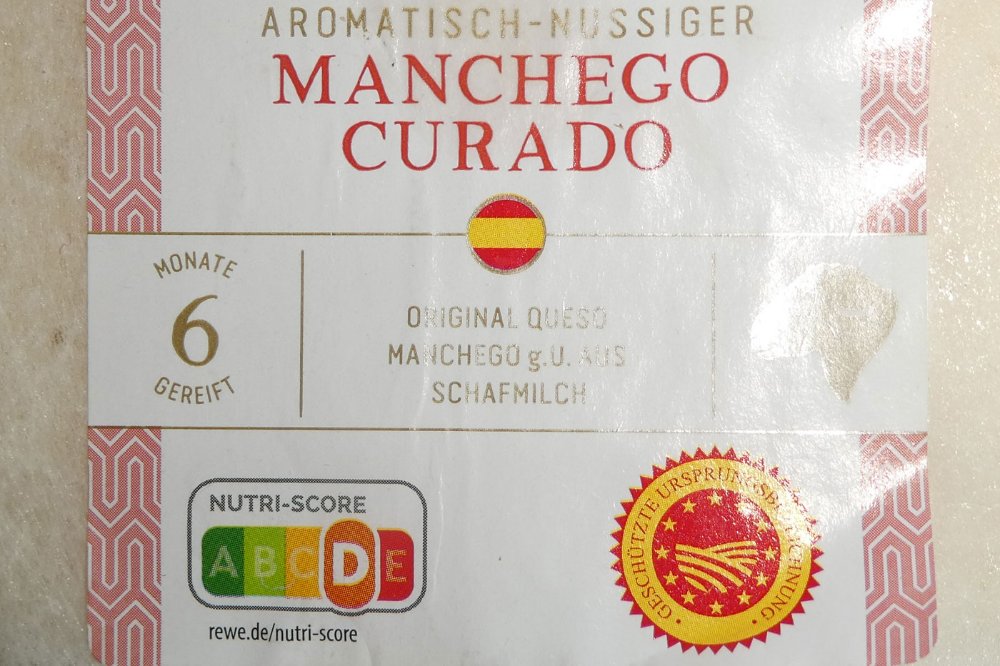 AROMATISCH-NUSSIGER
MANCHEGO
CURADO
MONATE
6
GEREIFT
ORIGINAL QUESO
MANCHEGO g.U. AUS
SCHAFMILCH
NUTRI-SCORE
A B C D E
rewe.de/nutri-score
GESCHÜTZTE URSPRUNGSBEZEICHNUNG